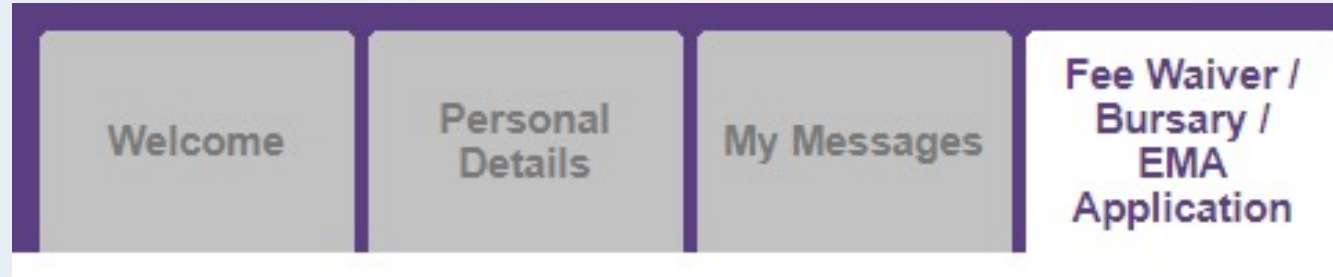 Welcome
Personal
Details
My Messages
Fee Waiver /
Bursary /
EMA
Application